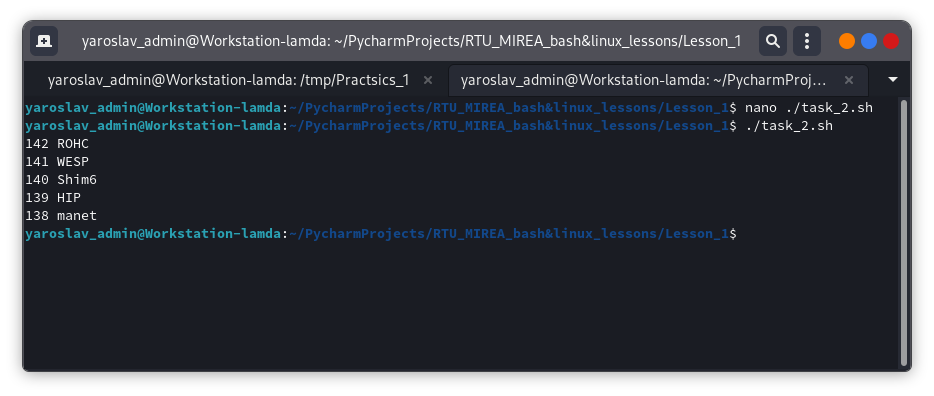 yaroslav_admin@Workstation-lamda: ~/PycharmProjects/RTU_MIREA_bash&linux_lessons/Lesson_1
yaroslav_admin@Workstation-lamda: /tmp/Practsics_1 × yaroslav_admin@Workstation-lamda: ~/PycharmProj... ×
yaroslav_admin@Workstation-lamda:~/PycharmProjects/RTU_MIREA_bash&linux_lessons/Lesson_1$ nano ./task_2.sh
yaroslav_admin@Workstation-lamda:~/PycharmProjects/RTU_MIREA_bash&linux_lessons/Lesson_1$ ./task_2.sh
142 ROHC
141 WESP
140 Shim6
139 HIP
138 manet
yaroslav_admin@Workstation-lamda:~/PycharmProjects/RTU_MIREA_bash&linux_lessons/Lesson_1$